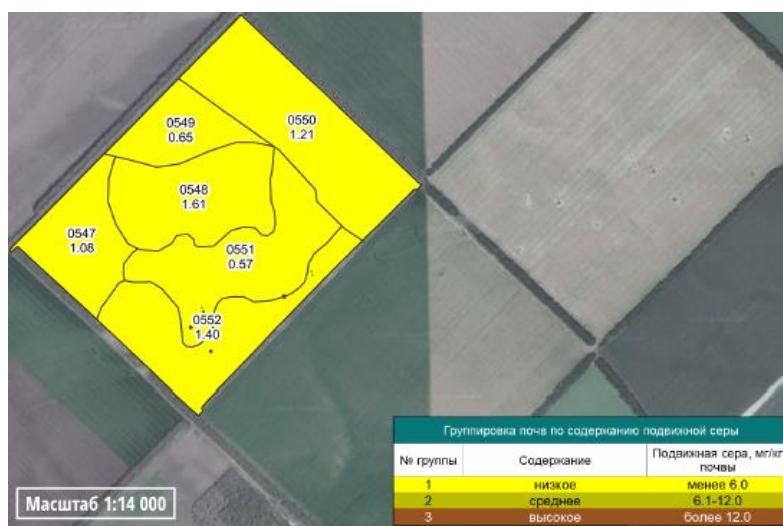 0549
0.65
0550
1.21
0548
1.61
0547
1.08
0551
0.57
0552
1.40
Масштаб 1:14 000
Группировка почв по содержанию подвижной серы
№ группы Содержание Подвижная сера, мг/кг
почвы
1 низкое менее 6.0
2 среднее 6.1-12.0
3 высокое более 12.0